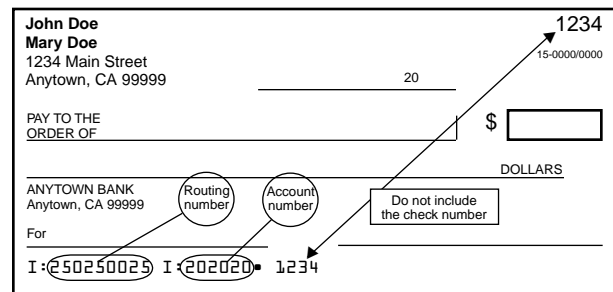 John Doe
Mary Doe
1234 Main Street
Anytown, CA 99999
1234
15-0000/0000
20
PAY TO THE
ORDER OF
$
DOLLARS
ANYTOWN BANK
Anytown, CA 99999
Routing
number
Account
number
Do not include
the check number
For
I:250250025 I:202020 1234